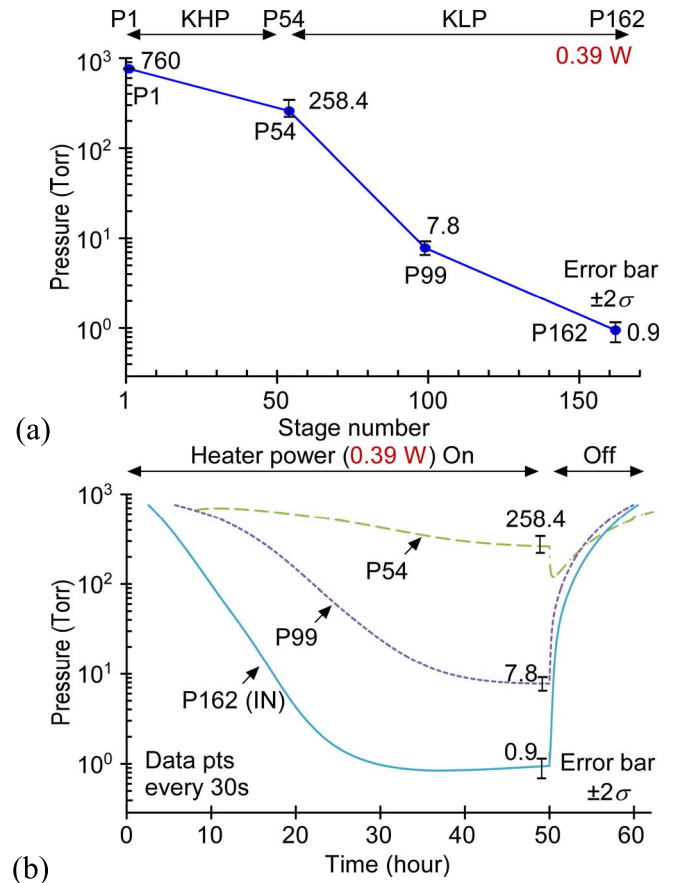 P1 KHP P54 KLP P162
0.39 W
10³
760
P1
258.4
P54
10²
Pressure (Torr)
7.8
10¹
P99
Error bar
±2σ
10⁰
P162
0.9
1 50 100 150
Stage number
(a)
Heater power (0.39 W) On Off
10³
258.4
P54
10²
Pressure (Torr)
P99
10¹
7.8
P162 (IN)
0.9
10⁰
Data pts
every 30s
Error bar
±2σ
0 10 20 30 40 50 60
Time (hour)
(b)